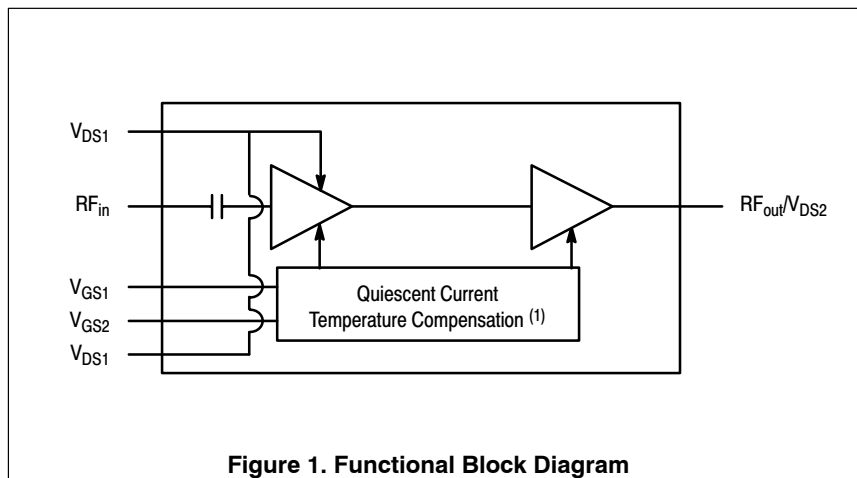 V_DS1
RF_in
RF_out/V_DS2
V_GS1
V_GS2
V_DS1
Quiescent Current
Temperature Compensation (1)
Figure 1. Functional Block Diagram